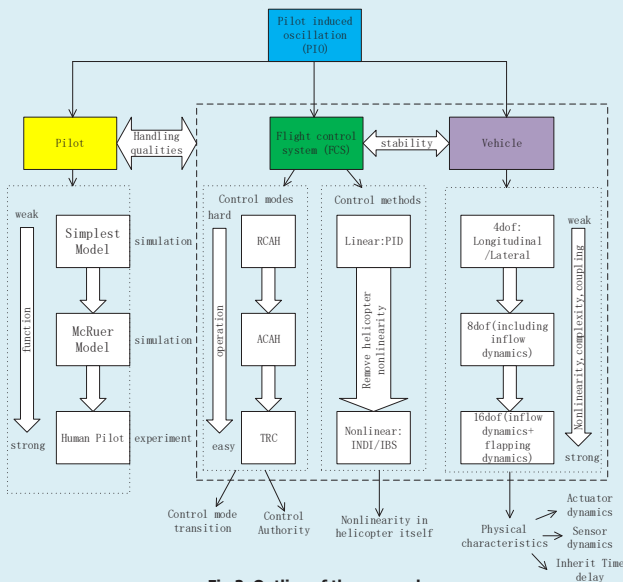 Pilot induced
oscillation
(PIO)
Pilot
Handling
qualities
Flight control
system (FCS)
stability
Vehicle
Control modes
Control methods
weak
hard
weak
Simplest
Model
simulation
RCAH
Linear:PID
4dof:
Longitudinal
/Lateral
function
McRuer
Model
simulation
operation
ACAH
Remove helicopter
nonlinearity
8dof(including
inflow
dynamics)
Nonlinearity, complexity, coupling
strong
Human Pilot
experiment
easy
TRC
Nonlinear:
INDI/IBS
16dof(inflow
dynamics+
flapping
dynamics)
strong
Control mode
transition
Control
Authority
Nonlinearity in
helicopter itself
Physical
characteristics
Actuator
dynamics
Sensor
dynamics
Inherit Time
delay